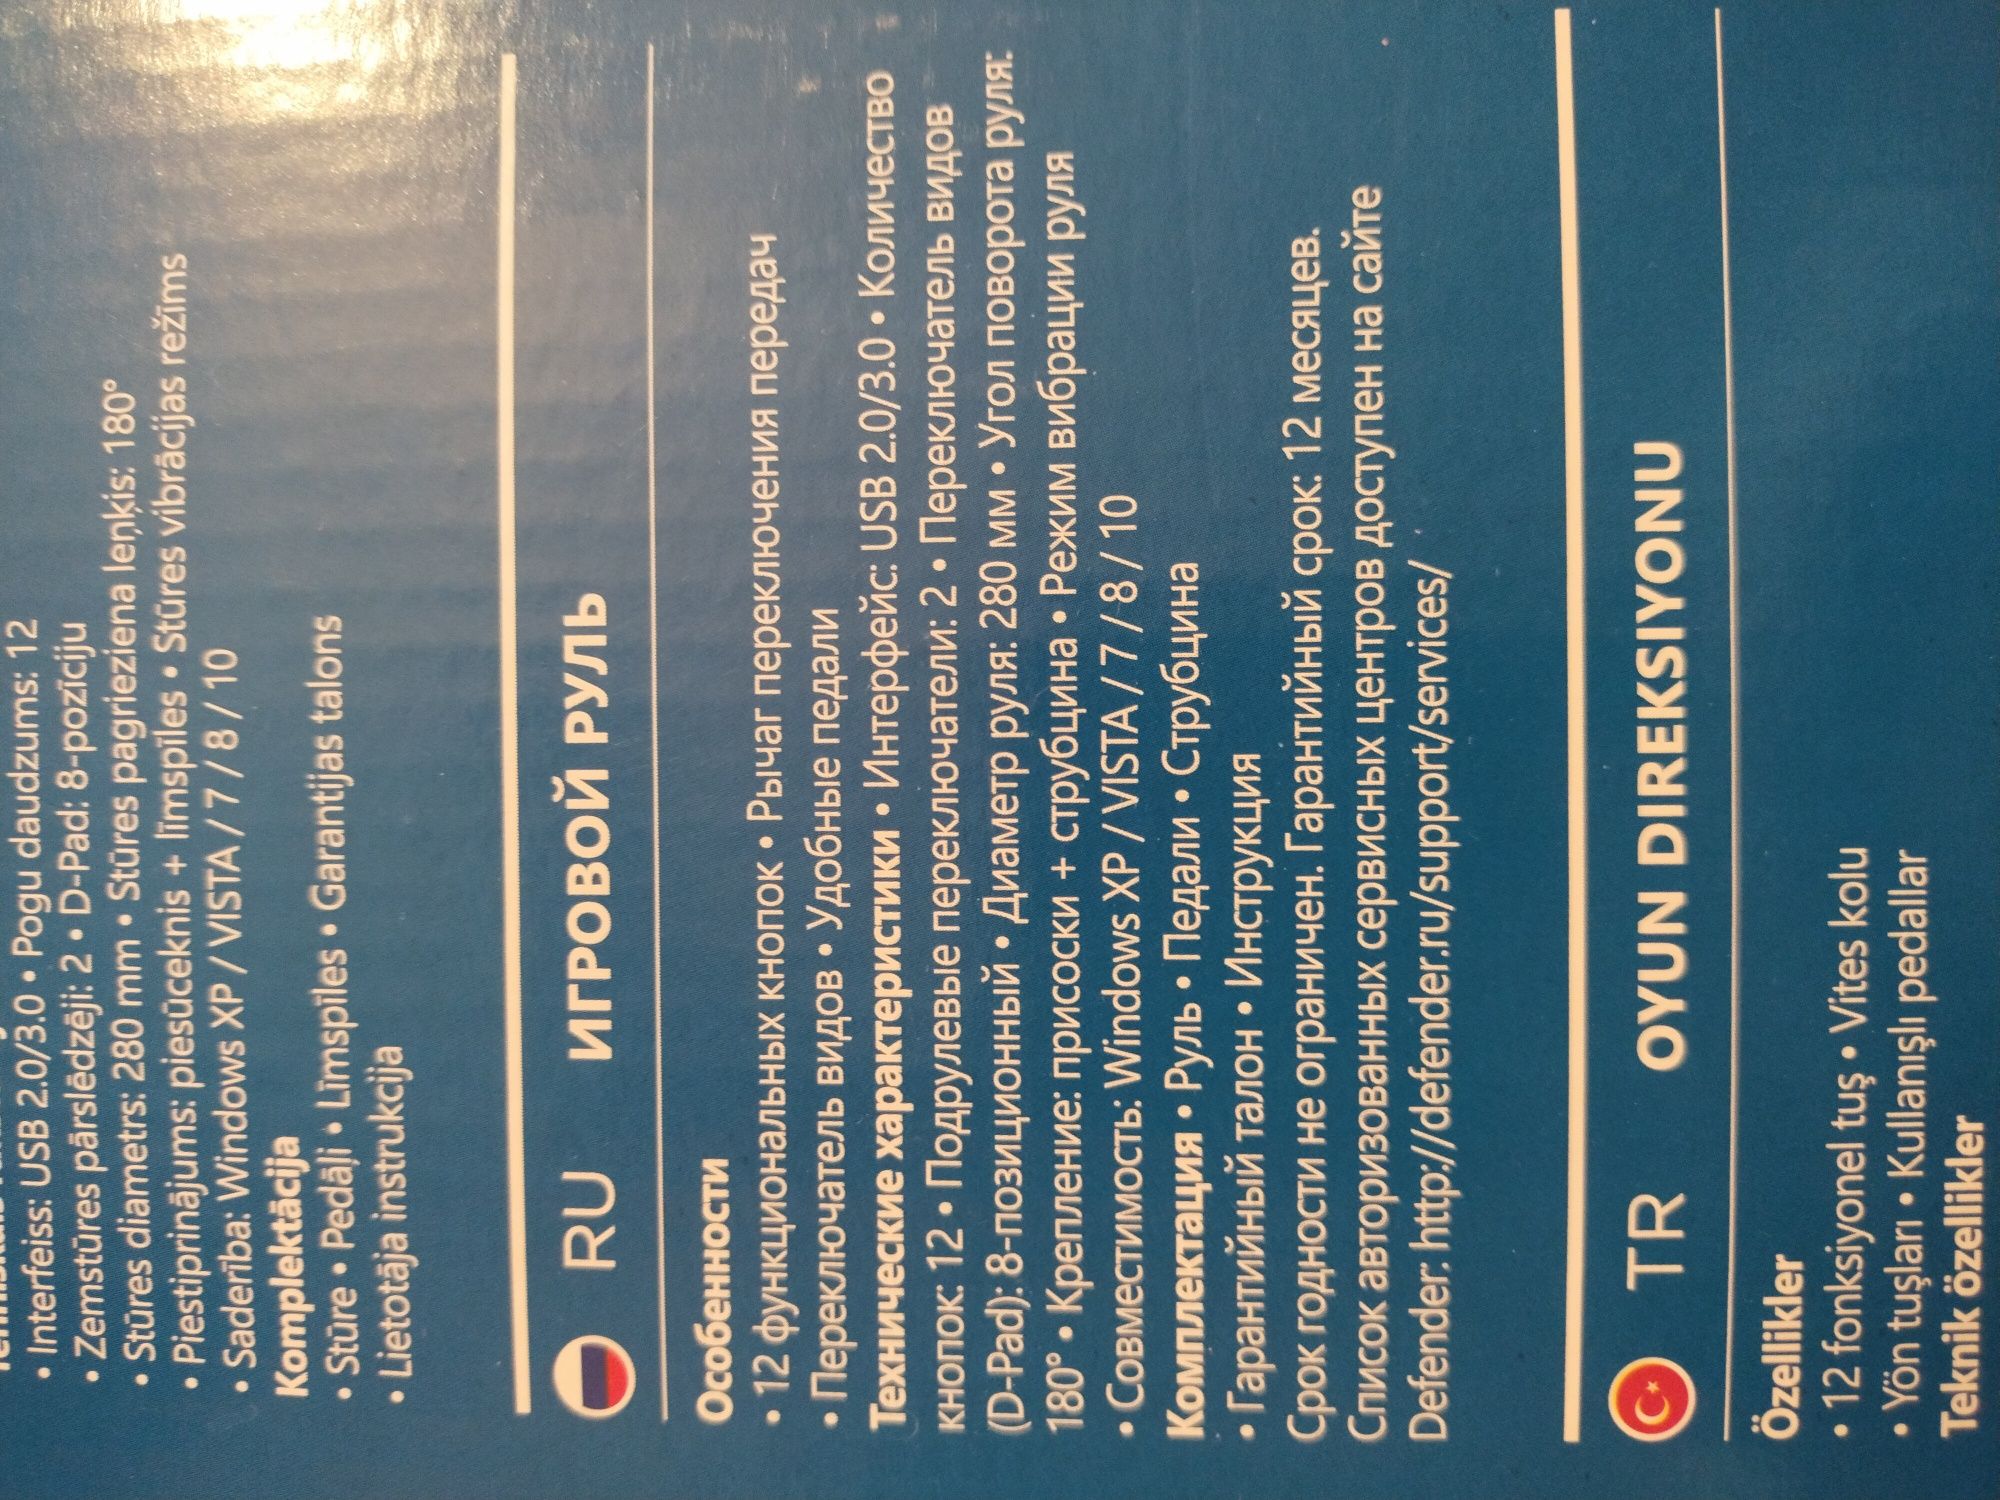 • Interfeiss: USB 2.0/3.0 • Pogu daudzums: 12
• Zemstūres pārslēdzēji: 2 • D-Pad: 8-pozīciju
• Stūres diametrs: 280 mm • Stūres pagrieziena leņķis: 180°
• Piestiprinājums: piesūceknis + līmspīles • Stūres vibrācijas režīms
• Saderība: Windows XP / VISTA / 7 / 8 / 10
Komplektācija
• Stūre • Pedāļi • Līmspīles • Garantijas talons
• Lietotāja instrukcija
RU ИГРОВОЙ РУЛЬ
Особенности
• 12 функциональных кнопок • Рычаг переключения передач
• Переключатель видов • Удобные педали
Технические характеристики • Интерфейс: USB 2.0/3.0 • Количество
кнопок: 12 • Подрулевые переключатели: 2 • Переключатель видов
(D-Pad): 8-позиционный • Диаметр руля: 280 мм • Угол поворота руля:
180° • Крепление: присоски + струбцина • Режим вибрации руля
• Совместимость: Windows XP / VISTA / 7 / 8 / 10
Комплектация • Руль • Педали • Струбцина
• Гарантийный талон • Инструкция
Срок годности не ограничен. Гарантийный срок: 12 месяцев.
Список авторизованных сервисных центров доступен на сайте
Defender: http://defender.ru/support/services/
TR OYUN DIREKSIYONU
Özellikler
• 12 fonksiyonel tuş • Vites kolu
• Yön tuşları • Kullanışlı pedallar
Teknik özellikler